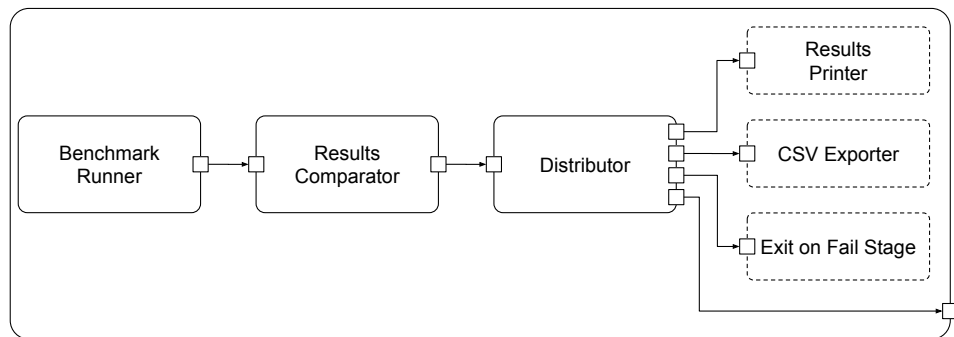 Benchmark
Runner
Results
Comparator
Distributor
Results
Printer
CSV Exporter
Exit on Fail Stage